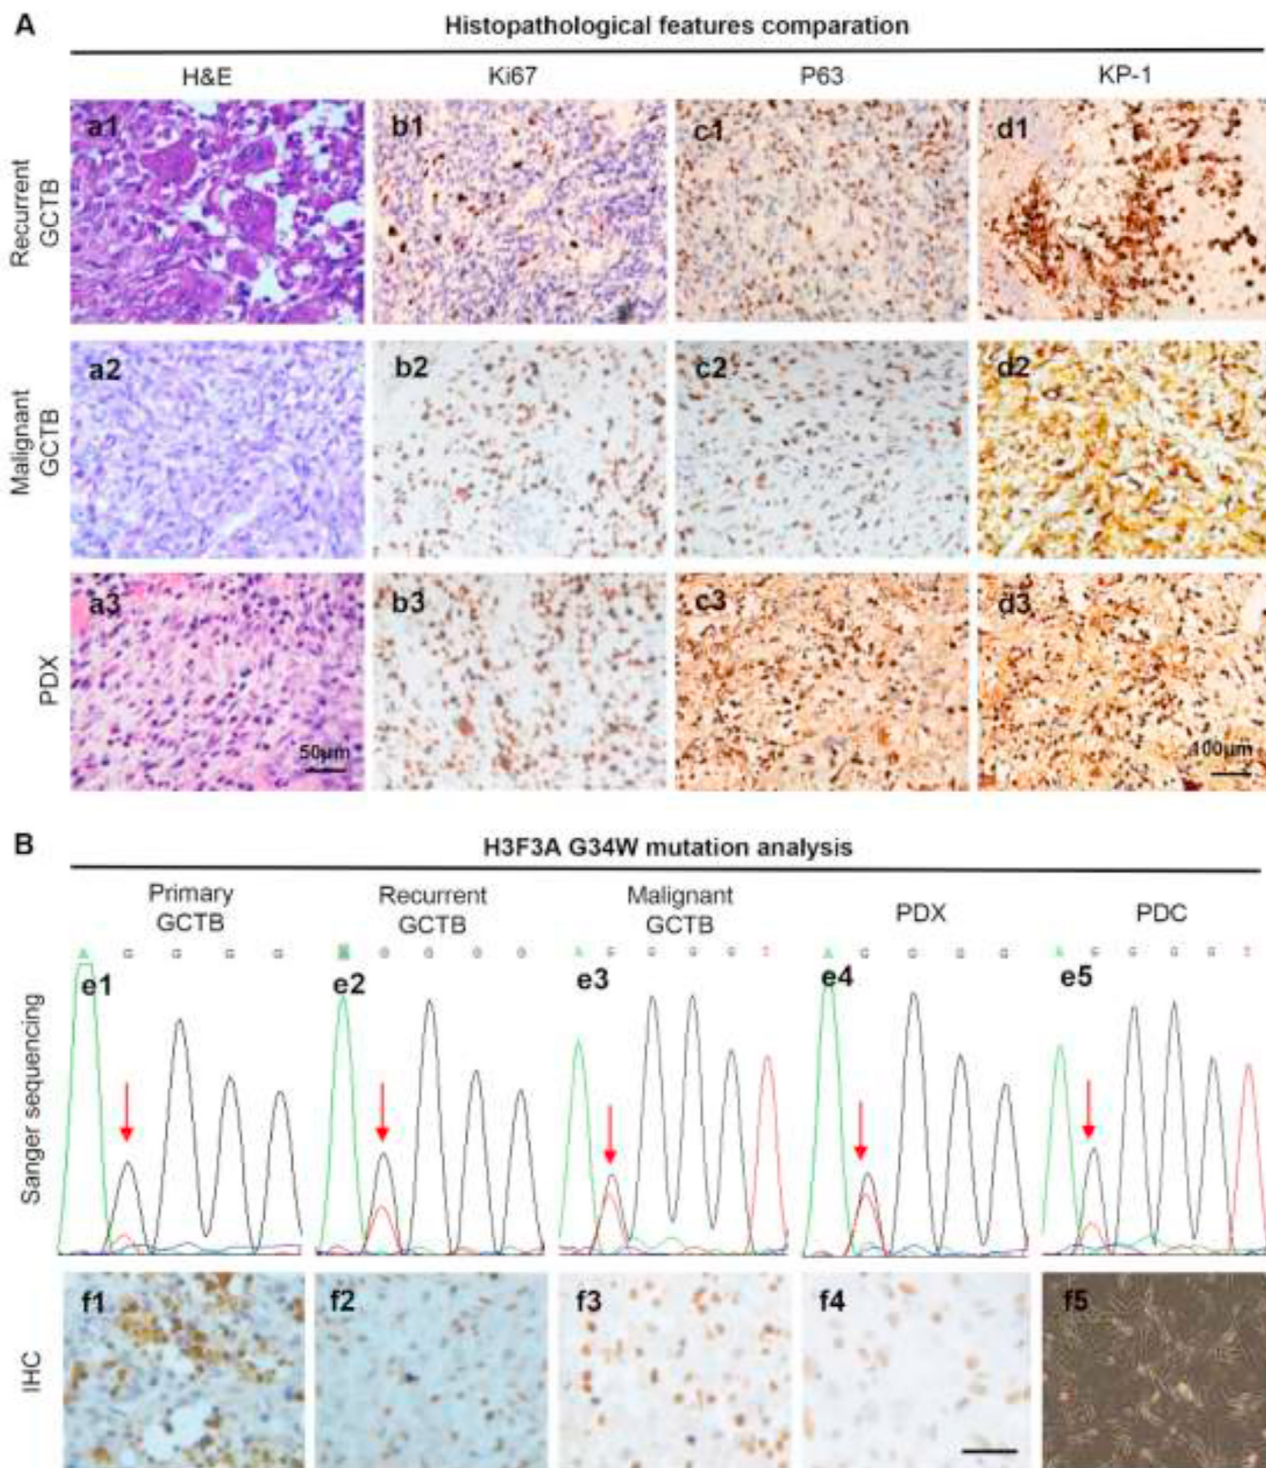 A
Histopathological features comparation
H&E Ki67 P63 KP-1
Recurrent
GCTB
a1 b1 c1 d1
Malignant
GCTB
a2 b2 c2 d2
PDX
a3 b3 c3 d3
50μm 100μm
B
H3F3A G34W mutation analysis
Primary
GCTB
Recurrent
GCTB
Malignant
GCTB
PDX
PDC
A G G G G
G G G G
A G G G G T
A G G G G
A G G G G T
Sanger sequencing
e1 e2 e3 e4 e5
IHC
f1 f2 f3 f4 f5